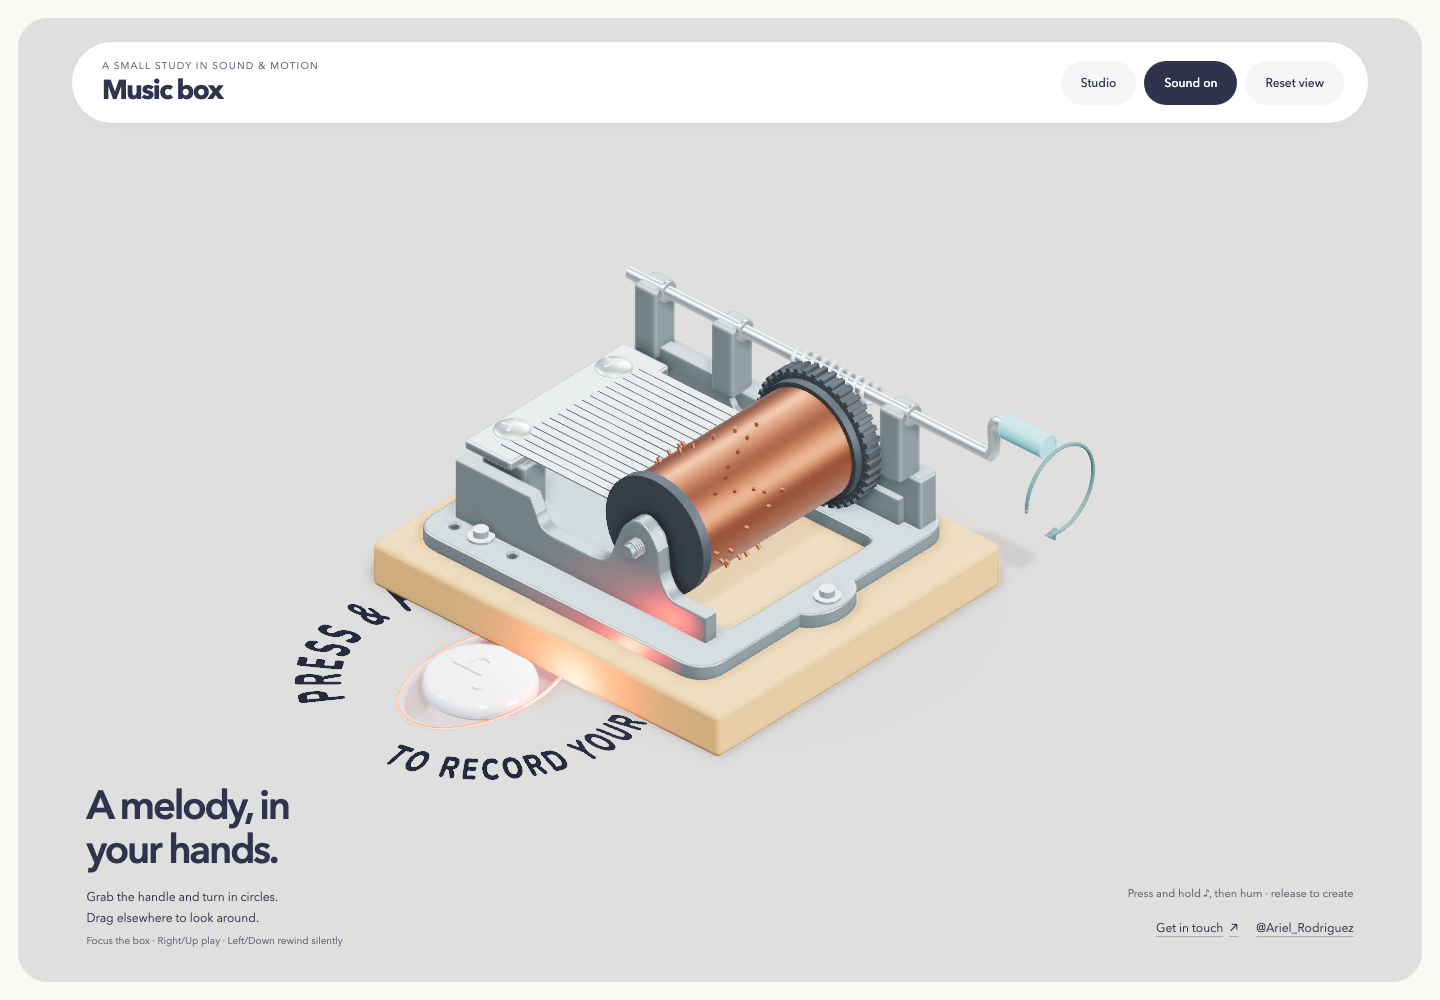 A SMALL STUDY IN SOUND & MOTION
Music box
Studio
Sound on
Reset view
PRESS &
TO RECORD YOUR
A melody, in
your hands.
Grab the handle and turn in circles.
Drag elsewhere to look around.
Focus the box · Right/Up play · Left/Down rewind silently
Press and hold ♪, then hum · release to create
Get in touch ↗ @Ariel_Rodriguez